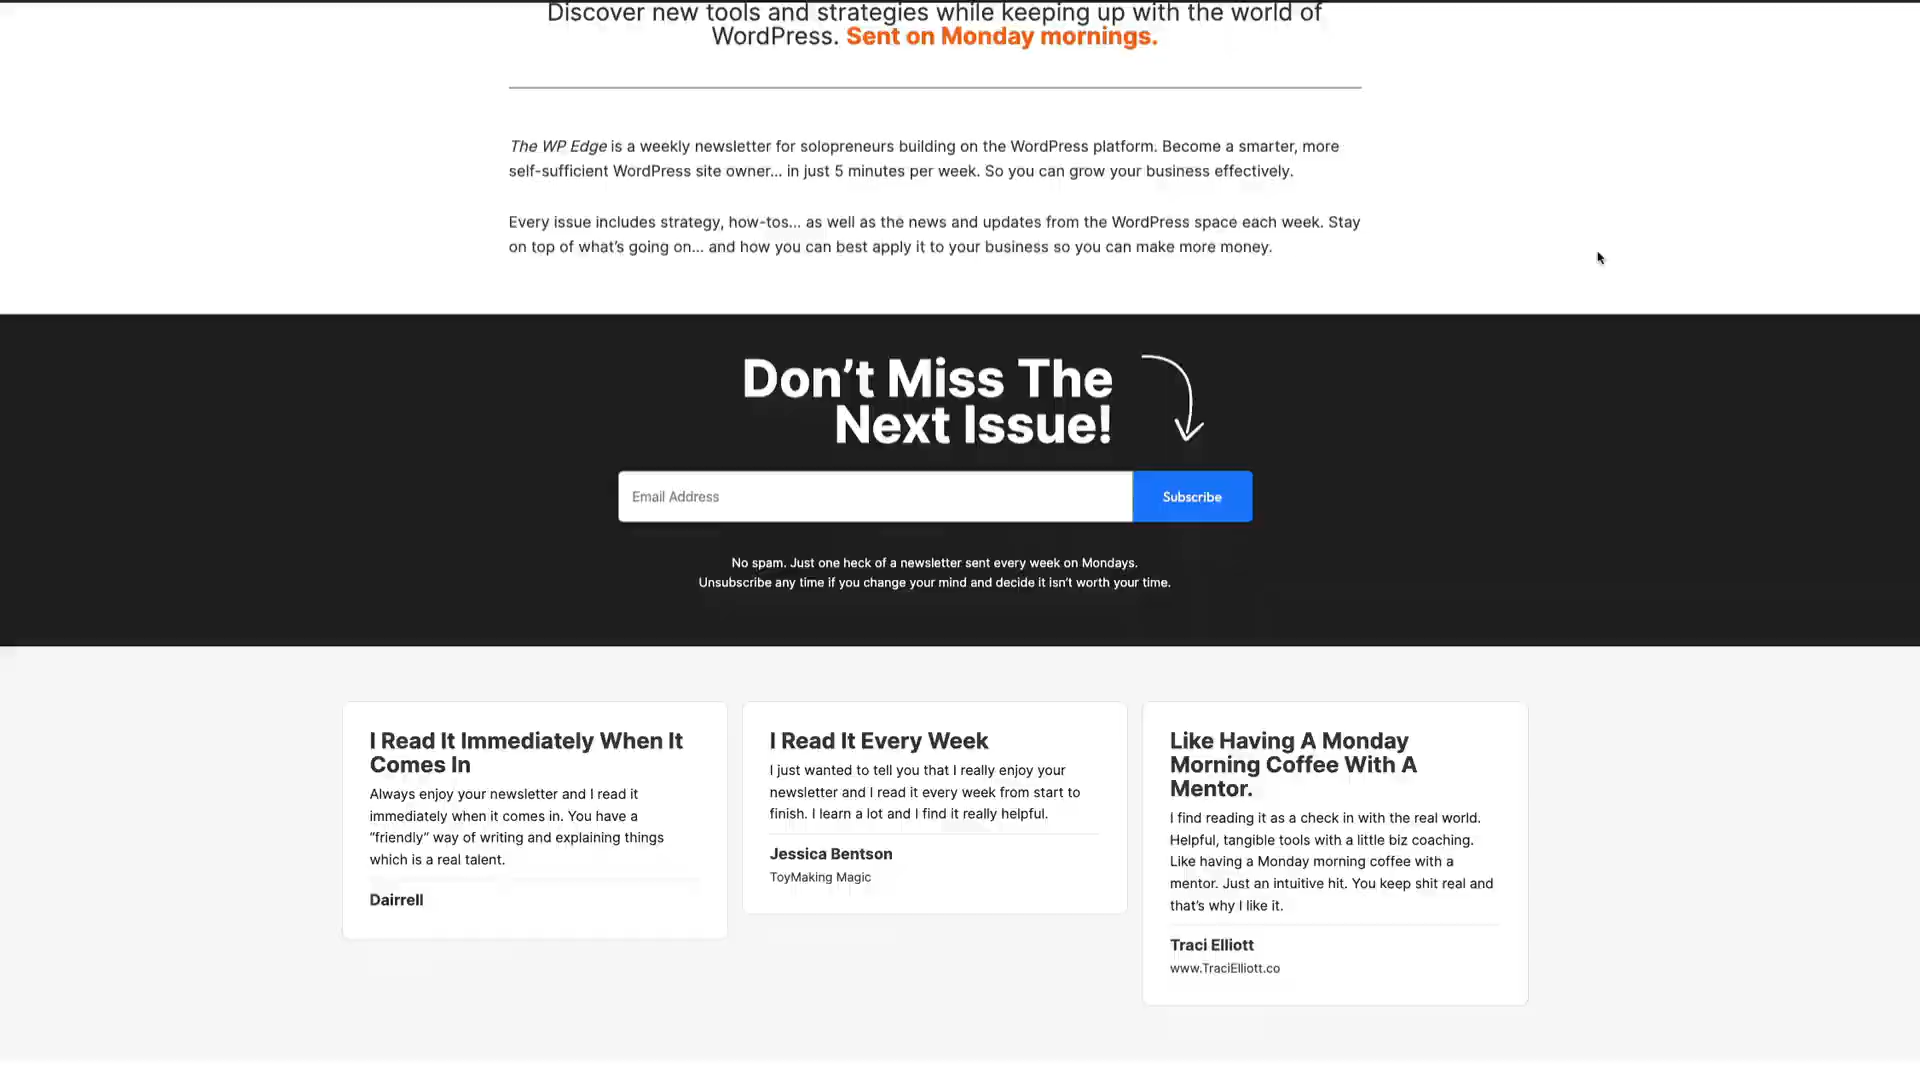 Discover new tools and strategies while keeping up with the world of
WordPress. Sent on Monday mornings.
The WP Edge is a weekly newsletter for solopreneurs building on the WordPress platform. Become a smarter, more
self-sufficient WordPress site owner... in just 5 minutes per week. So you can grow your business effectively.
Every issue includes strategy, how-tos... as well as the news and updates from the WordPress space each week. Stay
on top of what's going on... and how you can best apply it to your business so you can make more money.
Don't Miss The
Next Issue!
Email Address
Subscribe
No spam. Just one heck of a newsletter sent every week on Mondays.
Unsubscribe any time if you change your mind and decide it isn't worth your time.
I Read It Immediately When It
Comes In
Always enjoy your newsletter and I read it
immediately when it comes in. You have a
“friendly” way of writing and explaining things
which is a real talent.
Dairrell
I Read It Every Week
I just wanted to tell you that I really enjoy your
newsletter and I read it every week from start to
finish. I learn a lot and I find it really helpful.
Jessica Bentson
ToyMaking Magic
Like Having A Monday
Morning Coffee With A
Mentor.
I find reading it as a check in with the real world.
Helpful, tangible tools with a little biz coaching.
Like having a Monday morning coffee with a
mentor. Just an intuitive hit. You keep shit real and
that's why I like it.
Traci Elliott
www.TraciElliott.co